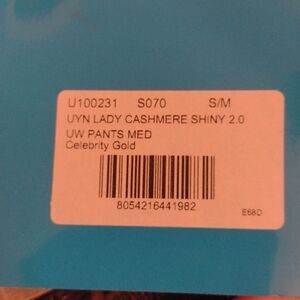 U100231 S070 S/M
UYN LADY CASHMERE SHINY 2.0
UW PANTS MED
Celebrity Gold
8054216441982
E68D